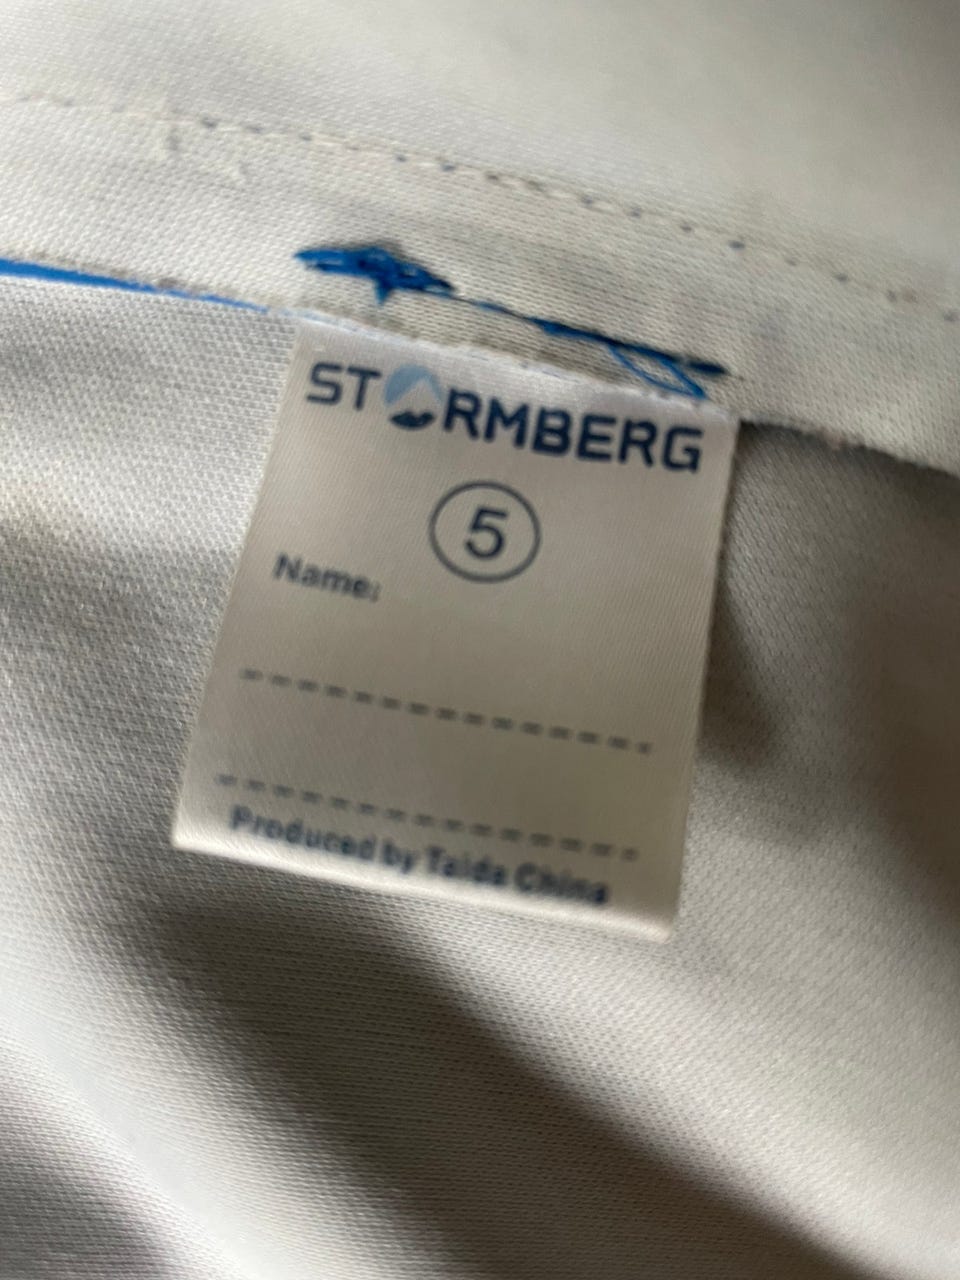 STORMBERG
5
Name:
Produced by Taida China